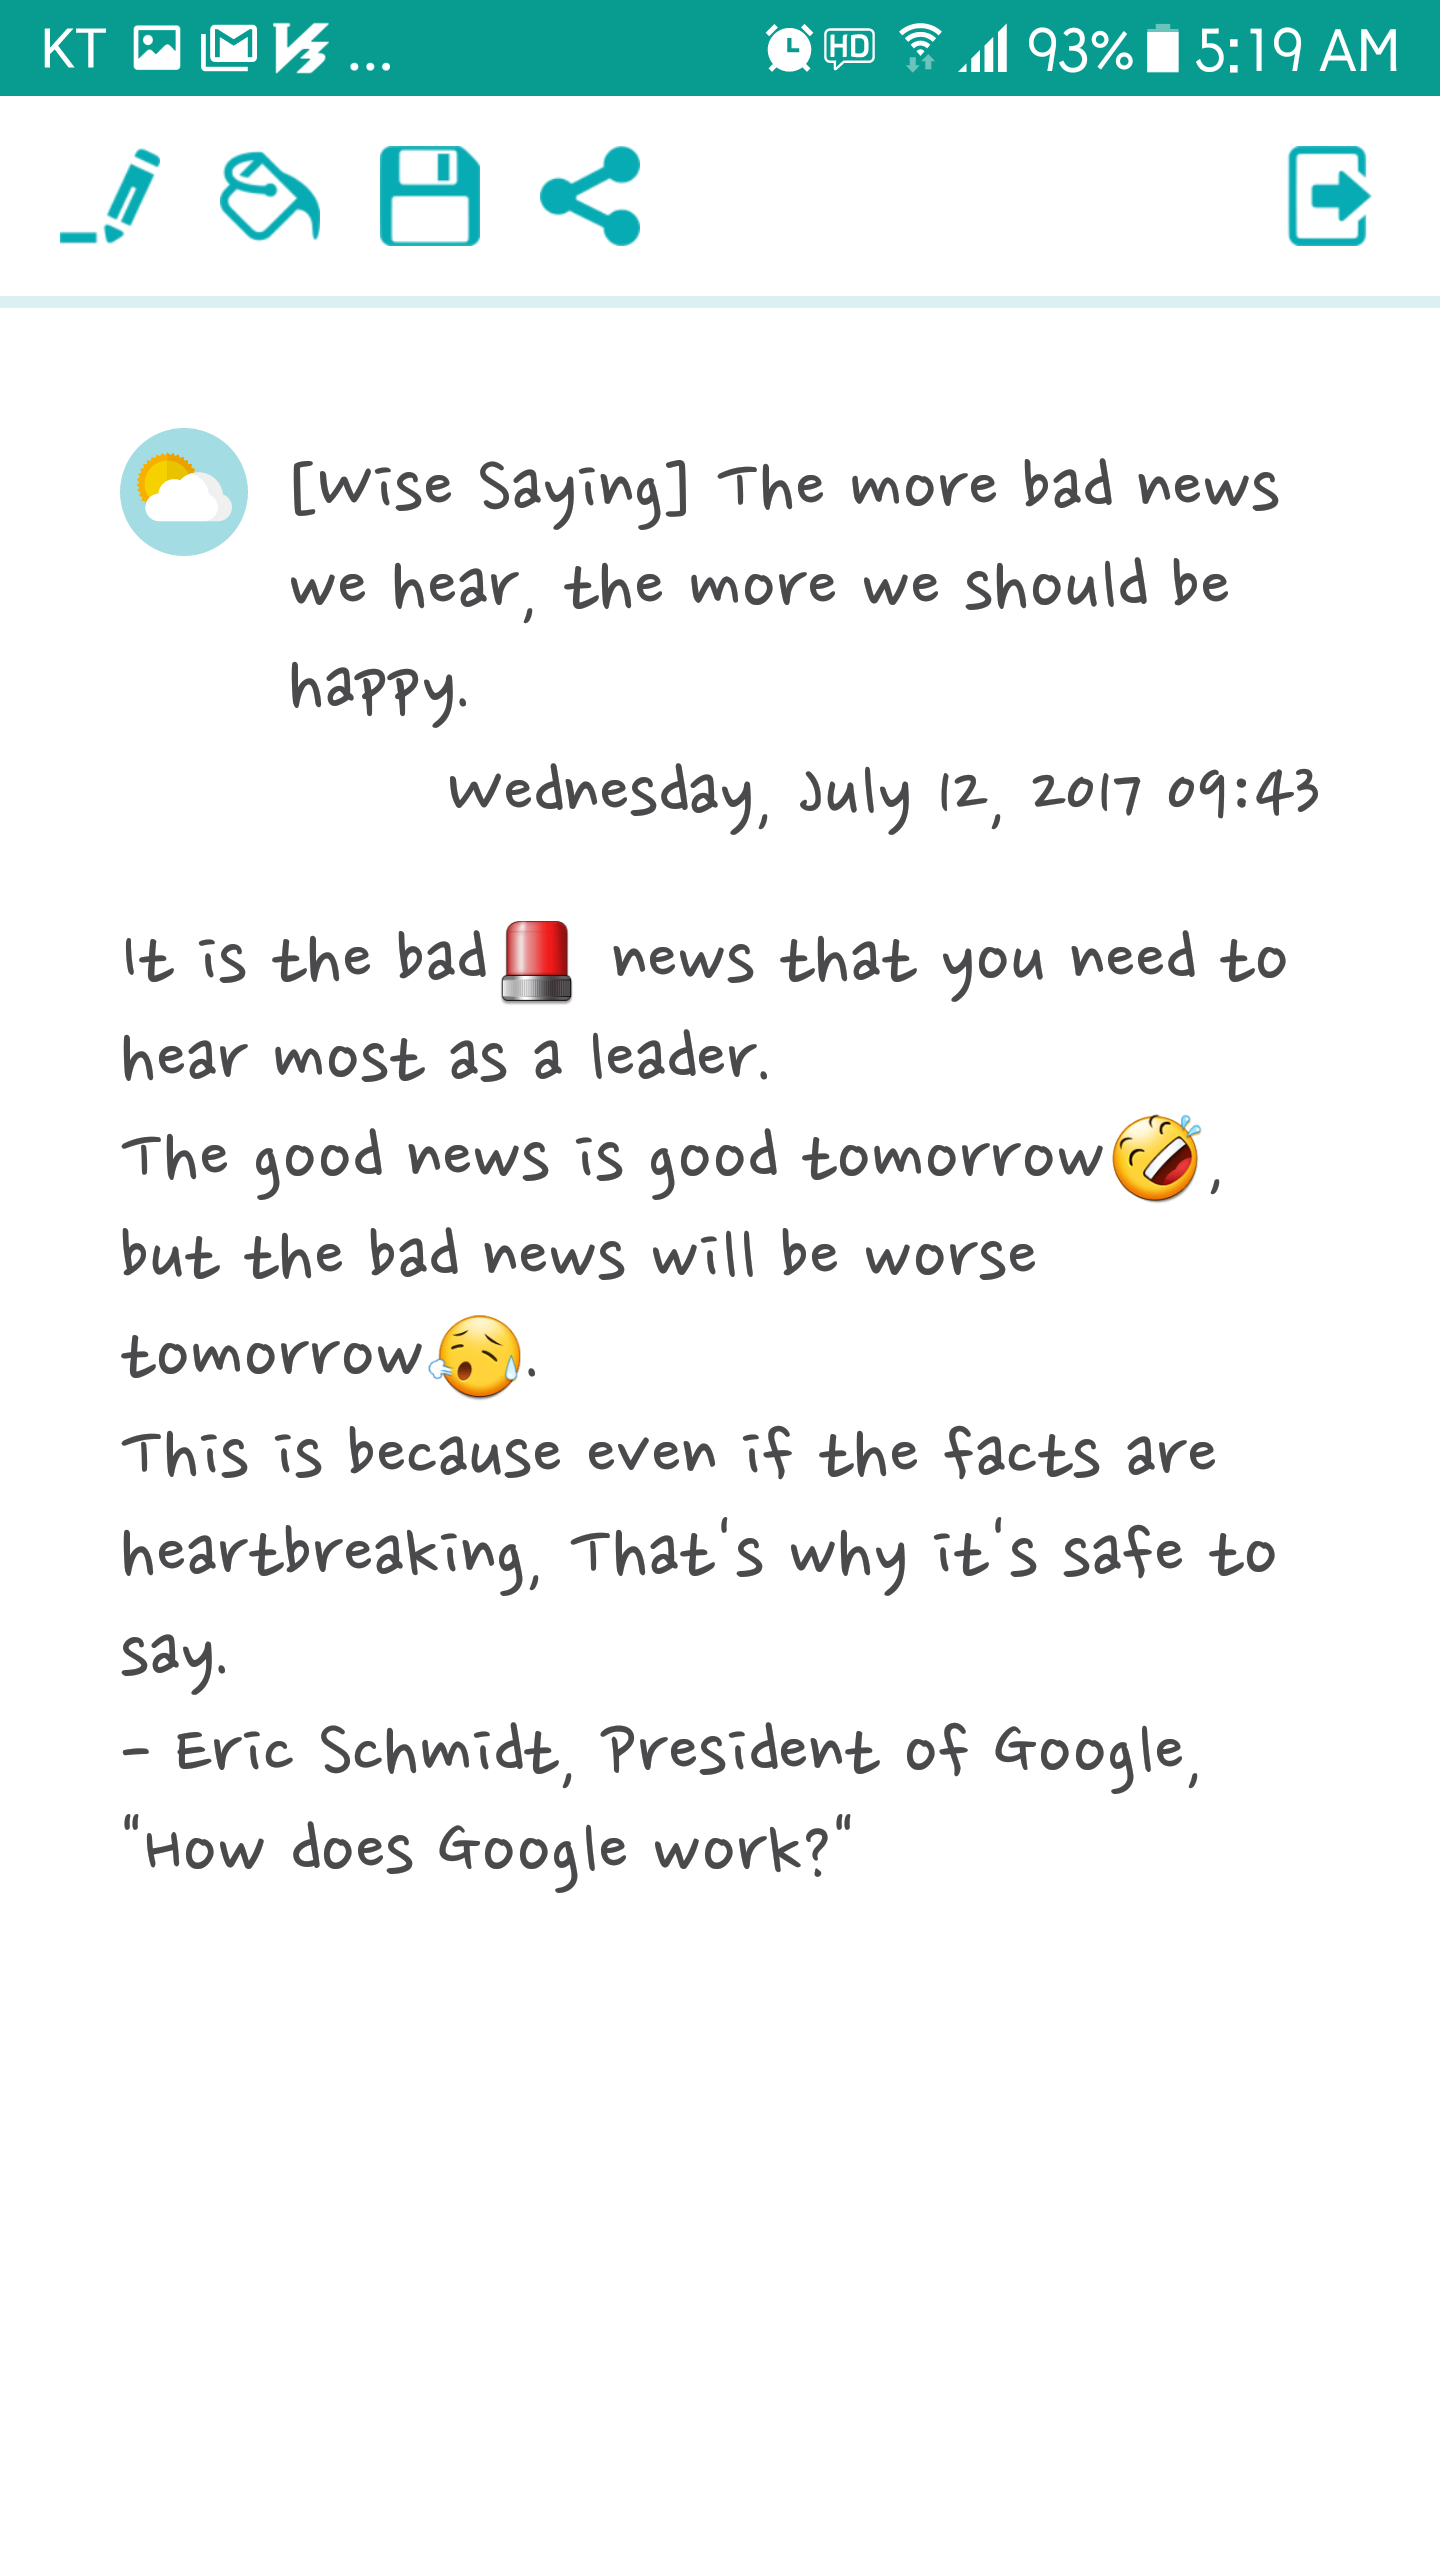 KT ... HD 93% 5:19 AM
[Wise Saying] The more bad news
we hear, the more we should be
happy.
Wednesday, July 12, 2017 09:43
It is the bad🚨 news that you need to
hear most as a leader.
The good news is good tomorrow🤣,
but the bad news will be worse
tomorrow😥.
This is because even if the facts are
heartbreaking, That's why it's safe to
say.
- Eric Schmidt, President of Google,
"How does Google work?"